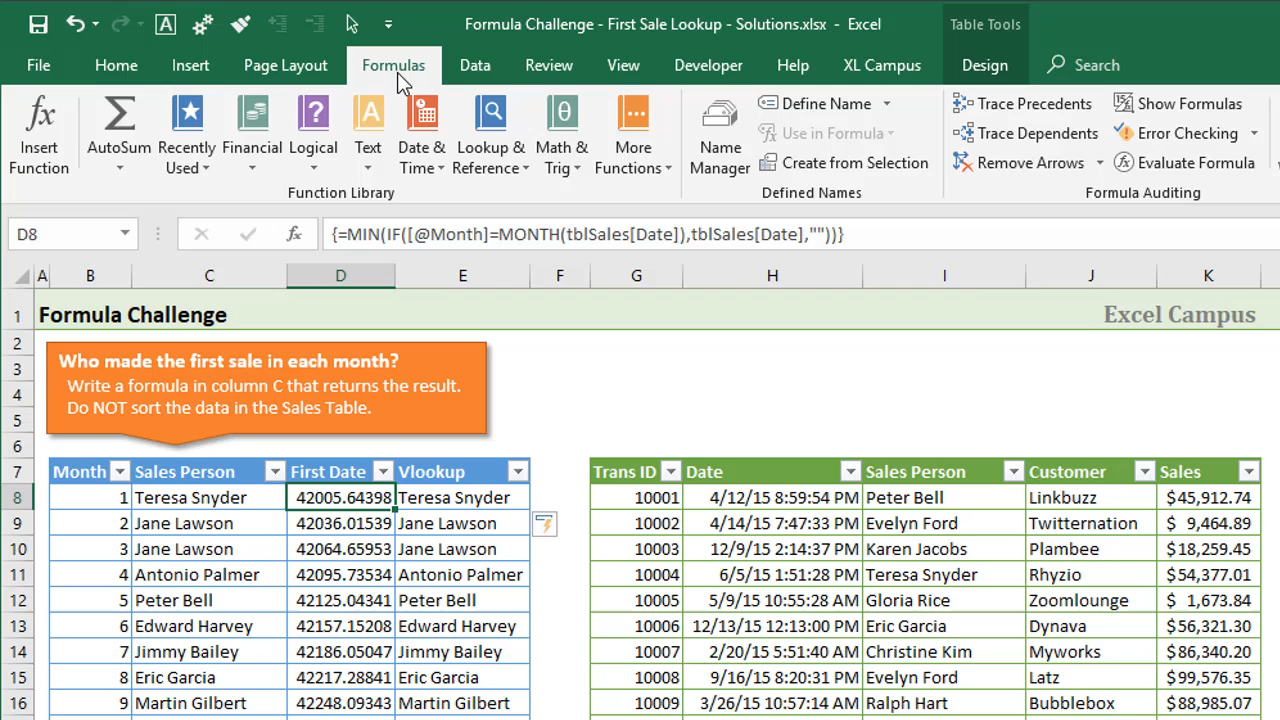 Formula Challenge - First Sale Lookup - Solutions.xlsx - Excel
Table Tools
File Home Insert Page Layout Formulas Data Review View Developer Help XL Campus Design Search
fx Insert Function
AutoSum
Recently Used
Financial
Logical
Text
Date & Time
Lookup & Reference
Math & Trig
More Functions
Function Library
Name Manager
Define Name
Use in Formula
Create from Selection
Defined Names
Trace Precedents
Trace Dependents
Remove Arrows
Show Formulas
Error Checking
Evaluate Formula
Formula Auditing
D8 fx {=MIN(IF([@Month]=MONTH(tblSales[Date]),tblSales[Date],""))}
A B C D E F G H I J K
1 Formula Challenge Excel Campus
2
3
4
5
6
Who made the first sale in each month?
Write a formula in column C that returns the result.
Do NOT sort the data in the Sales Table.
7 Month Sales Person First Date Vlookup Trans ID Date Sales Person Customer Sales
8 1 Teresa Snyder 42005.64398 Teresa Snyder 10001 4/12/15 8:59:54 PM Peter Bell Linkbuzz $45,912.74
9 2 Jane Lawson 42036.01539 Jane Lawson 10002 4/14/15 7:47:33 PM Evelyn Ford Twitternation $ 9,464.89
10 3 Jane Lawson 42064.65953 Jane Lawson 10003 12/9/15 2:14:37 PM Karen Jacobs Plambee $18,259.45
11 4 Antonio Palmer 42095.73534 Antonio Palmer 10004 6/5/15 1:51:28 PM Teresa Snyder Rhyzio $54,377.01
12 5 Peter Bell 42125.04341 Peter Bell 10005 5/9/15 10:55:28 AM Gloria Rice Zoomlounge $ 1,673.84
13 6 Edward Harvey 42157.15208 Edward Harvey 10006 12/13/15 12:13:00 PM Eric Garcia Dynava $56,321.30
14 7 Jimmy Bailey 42186.05047 Jimmy Bailey 10007 2/20/15 5:51:40 AM Christine Kim Myworks $86,340.20
15 8 Eric Garcia 42217.28841 Eric Garcia 10008 9/16/15 8:20:31 PM Evelyn Ford Latz $99,576.35
16 9 Martin Gilbert 42248.09343 Martin Gilbert 10009 3/26/15 10:57:14 AM Ralph Hart Bubblebox $88,985.07